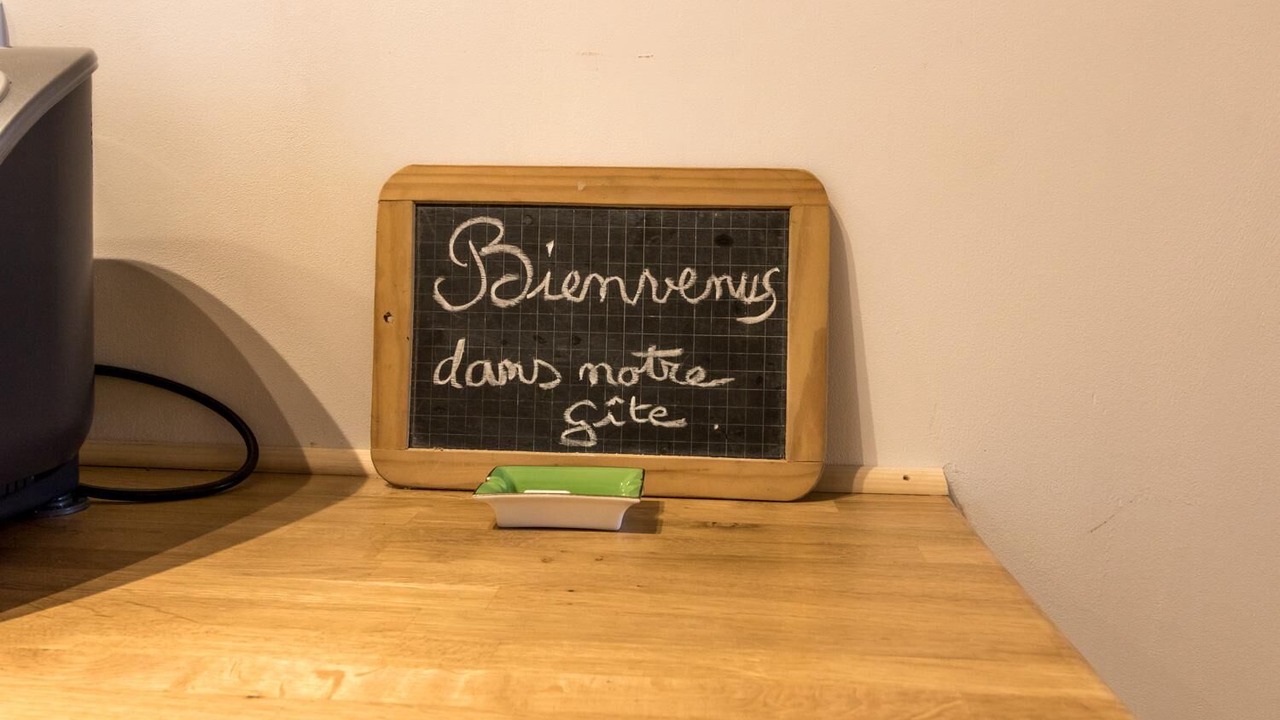 Bienvenus
dans notre
gîte.